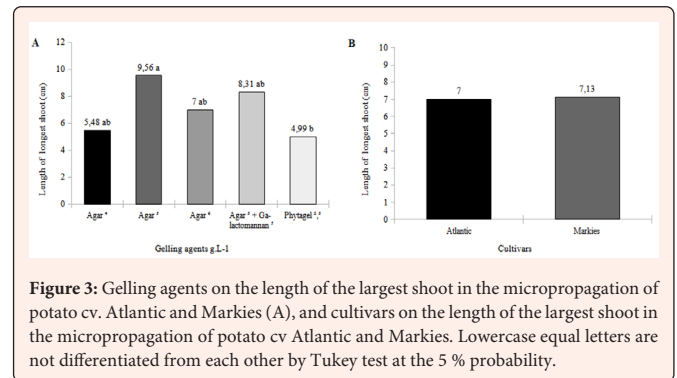 A
12
10
8
6
4
2
0
Length of longest shoot (cm)
5,48 ab
9,56 a
7 ab
8,31 ab
4,99 b
Agar
Agar
Agar
Agar + Ga-
lactomannan
Phytagel
Gelling agents g.L-1
B
10
9
8
7
6
5
4
3
2
1
0
Length of longest shoot (cm)
7
7,13
Atlantic
Markies
Cultivars
Figure 3: Gelling agents on the length of the largest shoot in the micropropagation of
potato cv. Atlantic and Markies (A), and cultivars on the length of the largest shoot in
the micropropagation of potato cv Atlantic and Markies. Lowercase equal letters are
not differentiated from each other by Tukey test at the 5 % probability.